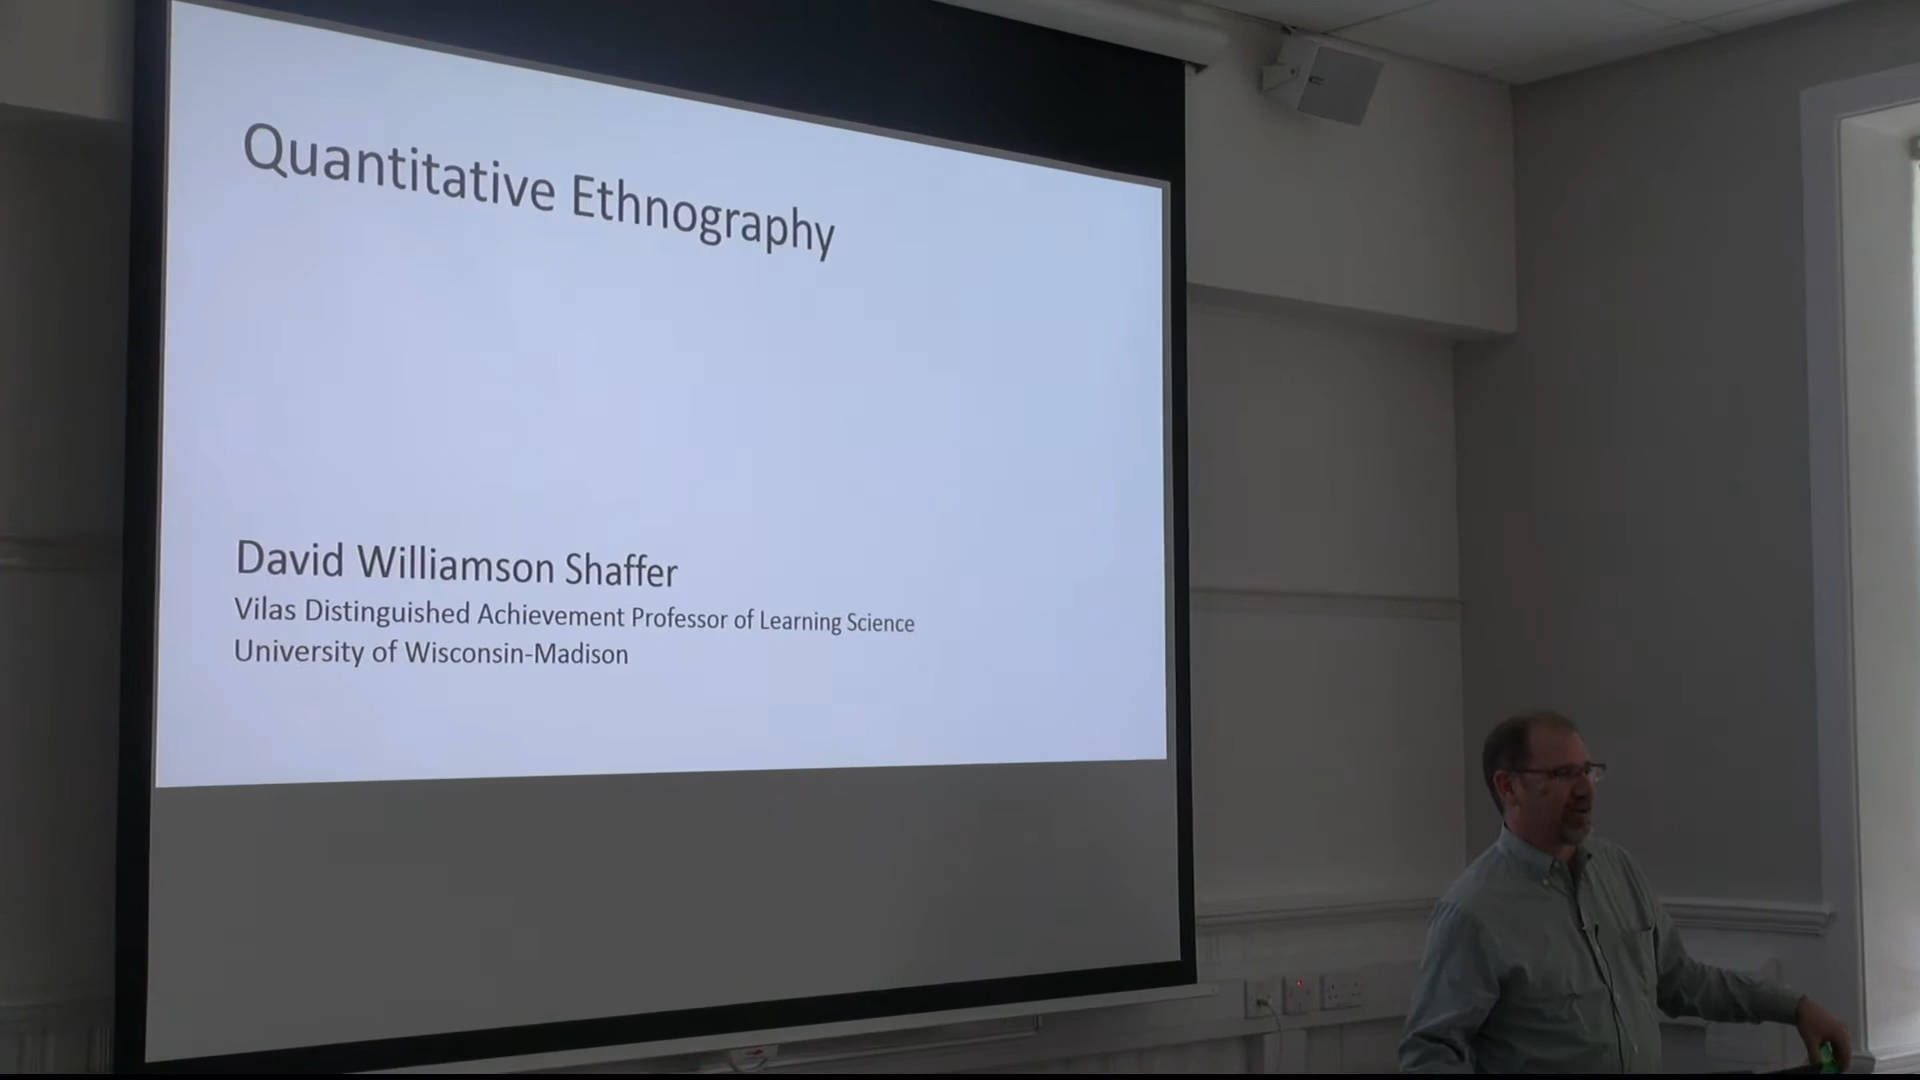 Quantitative Ethnography
David Williamson Shaffer
Vilas Distinguished Achievement Professor of Learning Science
University of Wisconsin-Madison